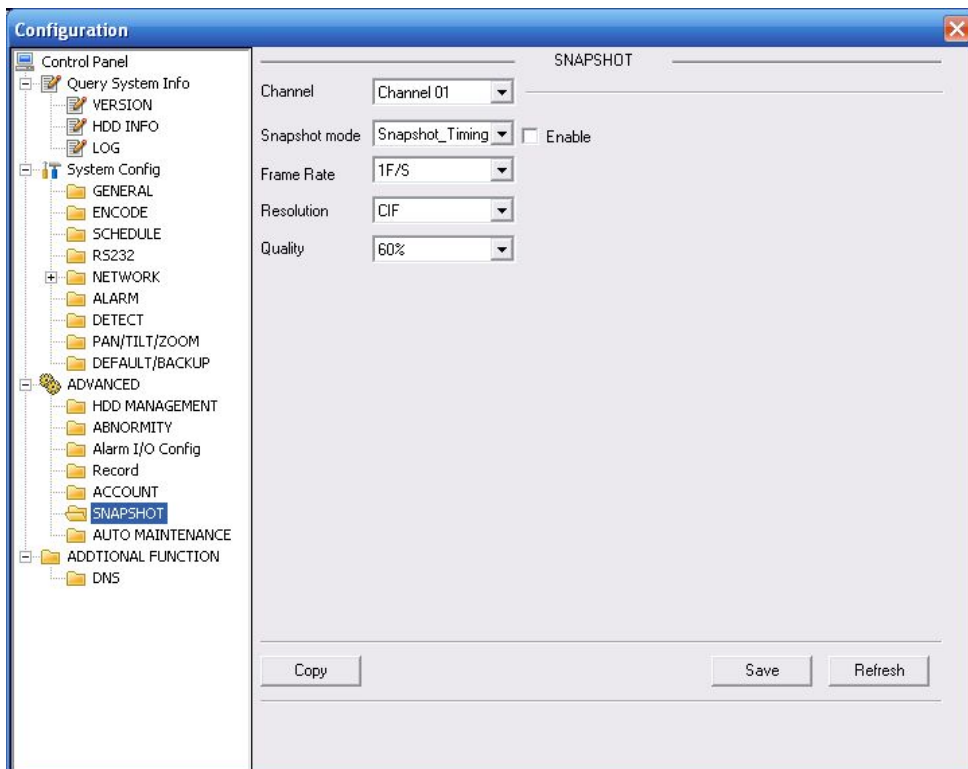 Configuration
Control Panel
Query System Info
VERSION
HDD INFO
LOG
System Config
GENERAL
ENCODE
SCHEDULE
RS232
NETWORK
ALARM
DETECT
PAN/TILT/ZOOM
DEFAULT/BACKUP
ADVANCED
HDD MANAGEMENT
ABNORMITY
Alarm I/O Config
Record
ACCOUNT
SNAPSHOT
AUTO MAINTENANCE
ADDTIONAL FUNCTION
DNS
SNAPSHOT
Channel Channel 01
Snapshot mode Snapshot_Timing Enable
Frame Rate 1F/S
Resolution CIF
Quality 60%
Copy Save Refresh